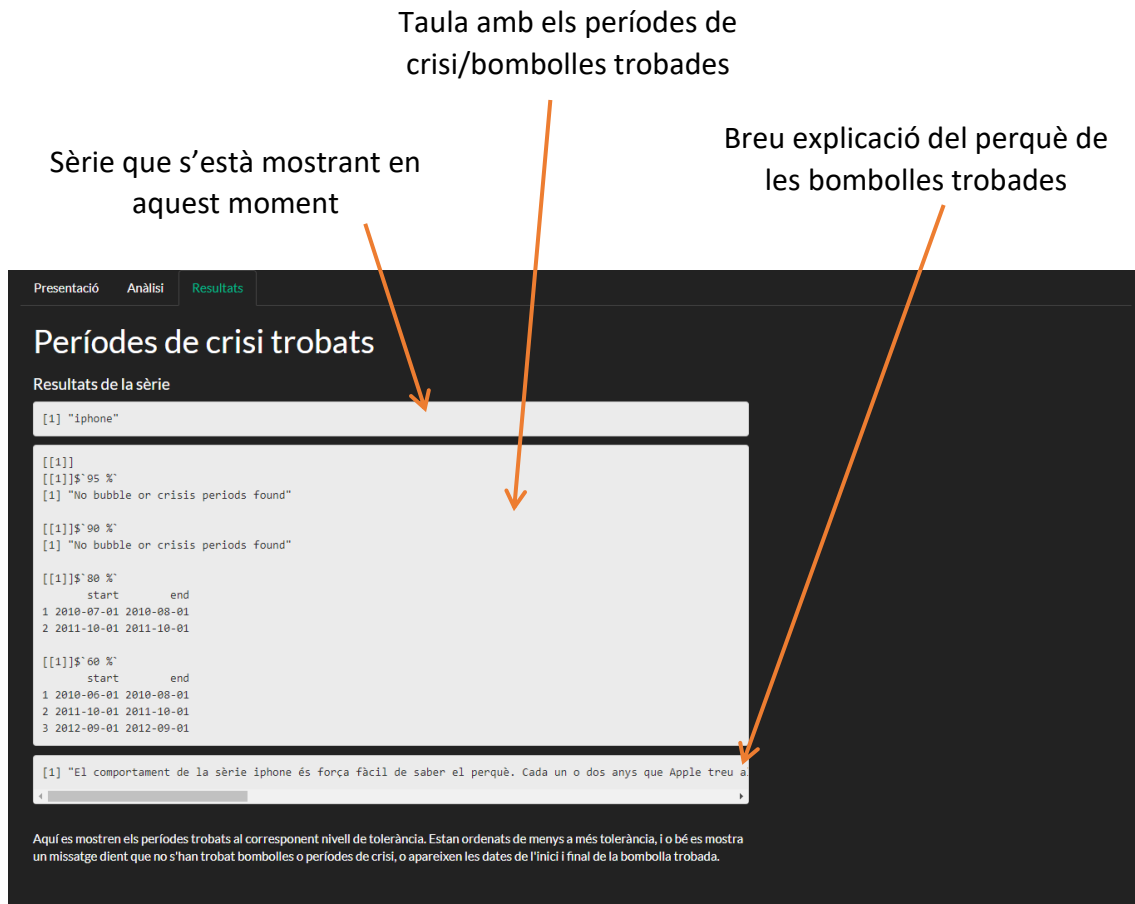 Taula amb els períodes de
crisi/bombolles trobades
Breu explicació del perquè de
les bombolles trobades
Sèrie que s'està mostrant en
aquest moment
Presentació Anàlisi Resultats
Períodes de crisi trobats
Resultats de la sèrie
[1] "iphone"
[[1]]
[[1]]$`95 %`
[1] "No bubble or crisis periods found"
[[1]]$`90 %`
[1] "No bubble or crisis periods found"
[[1]]$`80 %`
start end
1 2010-07-01 2010-08-01
2 2011-10-01 2011-10-01
[[1]]$`60 %`
start end
1 2010-06-01 2010-08-01
2 2011-10-01 2011-10-01
3 2012-09-01 2012-09-01
[1] "El comportament de la sèrie iphone és força fàcil de saber el perquè. Cada un o dos anys que Apple treu
Aquí es mostren els períodes trobats al corresponent nivell de tolerància. Estan ordenats de menys a més tolerància, i o bé es mostra
un missatge dient que no s'han trobat bombolles o períodes de crisi, o apareixen les dates de l'inici i final de la bombolla trobada.